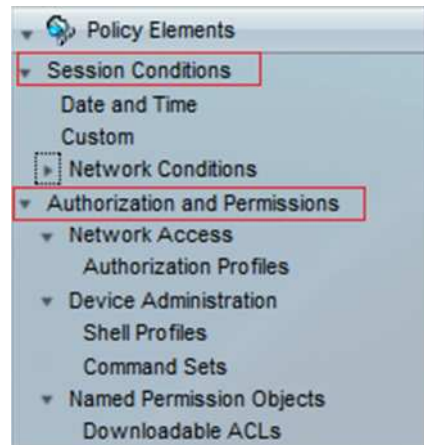 Policy Elements
Session Conditions
Date and Time
Custom
Network Conditions
Authorization and Permissions
Network Access
Authorization Profiles
Device Administration
Shell Profiles
Command Sets
Named Permission Objects
Downloadable ACLs